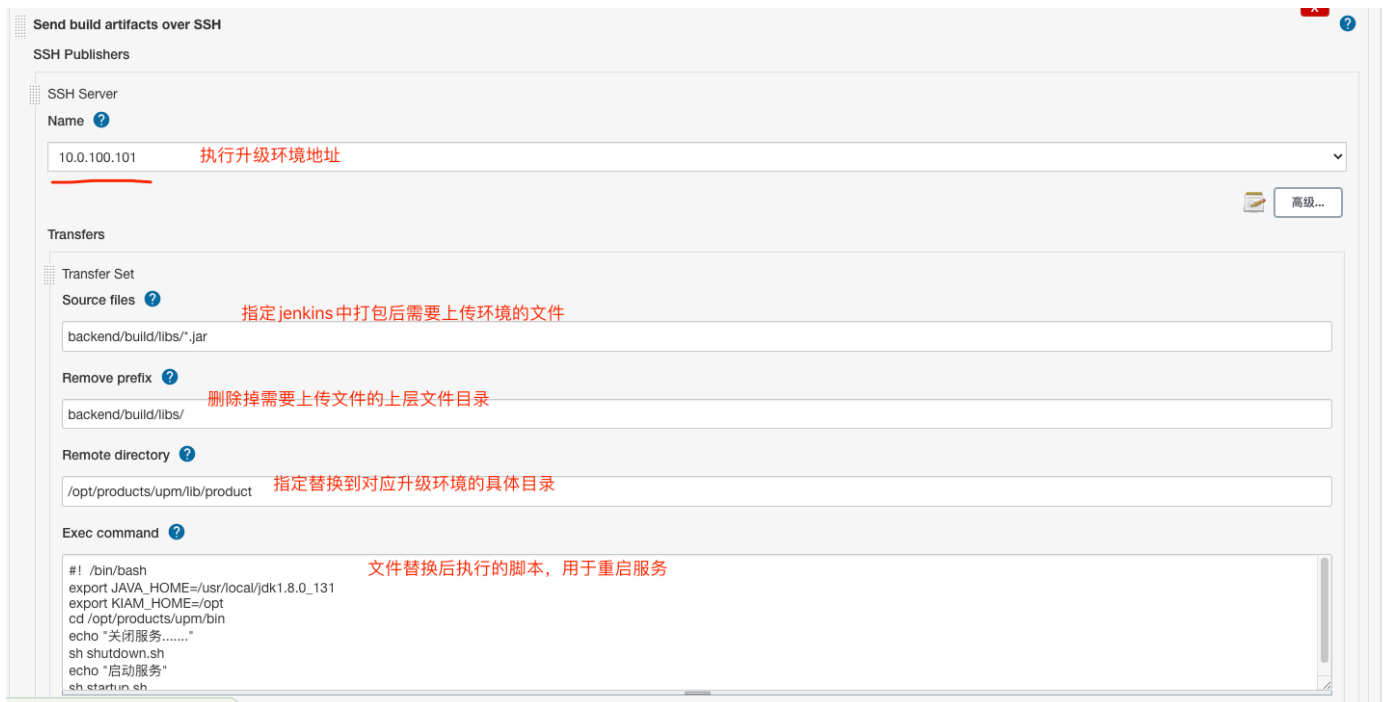 Send build artifacts over SSH
SSH Publishers
SSH Server
Name
10.0.100.101
执行升级环境地址
高级...
Transfers
Transfer Set
Source files
指定jenkins中打包后需要上传环境的文件
backend/build/libs/*.jar
Remove prefix
删除掉需要上传文件的上层文件目录
backend/build/libs/
Remote directory
指定替换到对应升级环境的具体目录
/opt/products/upm/lib/product
Exec command
文件替换后执行的脚本，用于重启服务
#! /bin/bash
export JAVA_HOME=/usr/local/jdk1.8.0_131
export KIAM_HOME=/opt
cd /opt/products/upm/bin
echo "关闭服务......."
sh shutdown.sh
echo "启动服务"
sh startup.sh